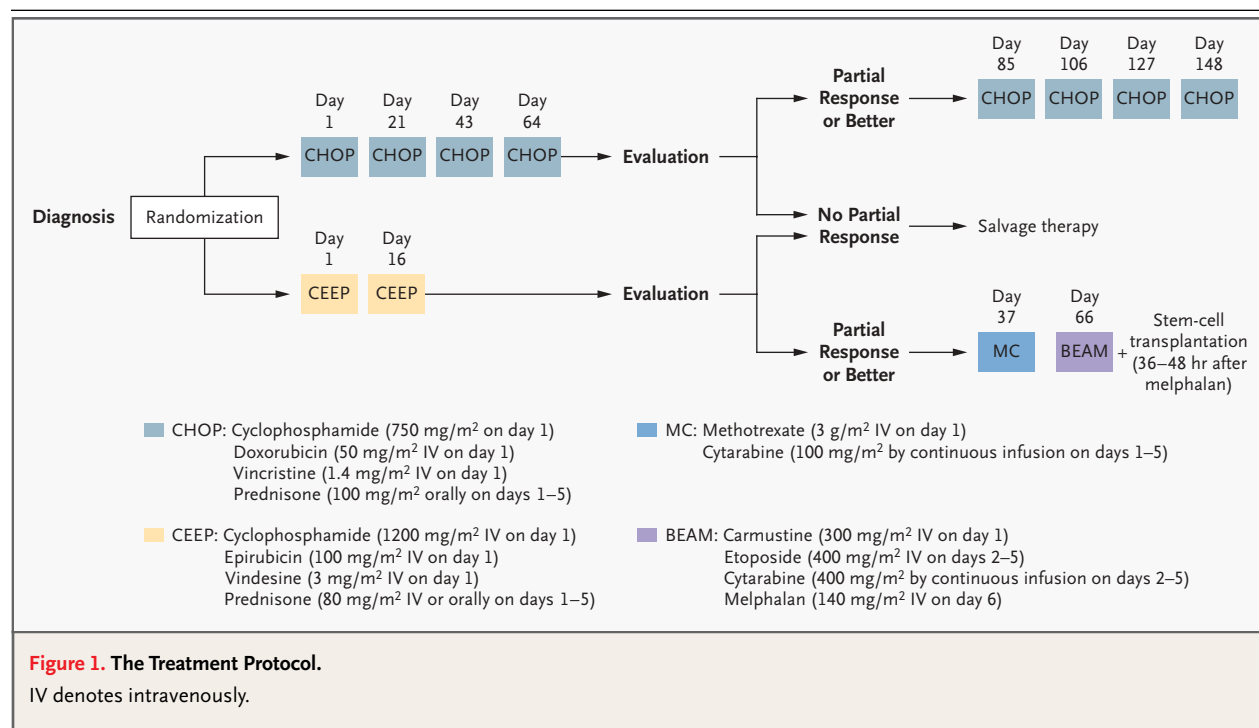 Day
85
Day
106
Day
127
Day
148
Partial
Response
or Better
CHOP
CHOP
CHOP
CHOP
Day
1
Day
21
Day
43
Day
64
CHOP
CHOP
CHOP
CHOP
Evaluation
Diagnosis
Randomization
No Partial
Response
Salvage therapy
Day
1
Day
16
CEEP
CEEP
Evaluation
Partial
Response
or Better
Day
37
Day
66
MC
BEAM
+
Stem-cell
transplantation
(36–48 hr after
melphalan)
CHOP: Cyclophosphamide (750 mg/m² on day 1)
Doxorubicin (50 mg/m² IV on day 1)
Vincristine (1.4 mg/m² IV on day 1)
Prednisone (100 mg/m² orally on days 1–5)
MC: Methotrexate (3 g/m² IV on day 1)
Cytarabine (100 mg/m² by continuous infusion on days 1–5)
CEEP: Cyclophosphamide (1200 mg/m² IV on day 1)
Epirubicin (100 mg/m² IV on day 1)
Vindesine (3 mg/m² IV on day 1)
Prednisone (80 mg/m² IV or orally on days 1–5)
BEAM: Carmustine (300 mg/m² IV on day 1)
Etoposide (400 mg/m² IV on days 2–5)
Cytarabine (400 mg/m² by continuous infusion on days 2–5)
Melphalan (140 mg/m² IV on day 6)
Figure 1. The Treatment Protocol.
IV denotes intravenously.